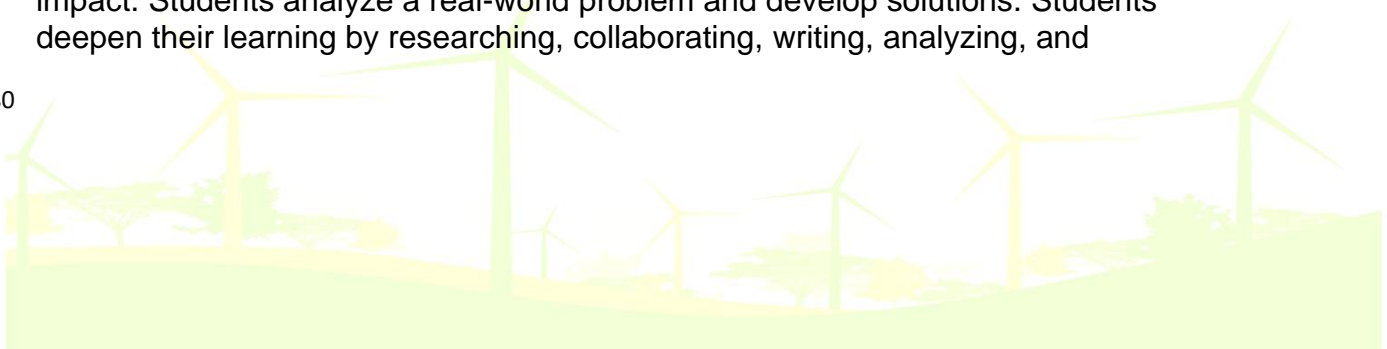 impact. Students analyze a real-world problem and develop solutions. Students
deepen their learning by researching, collaborating, writing, analyzing, and
0